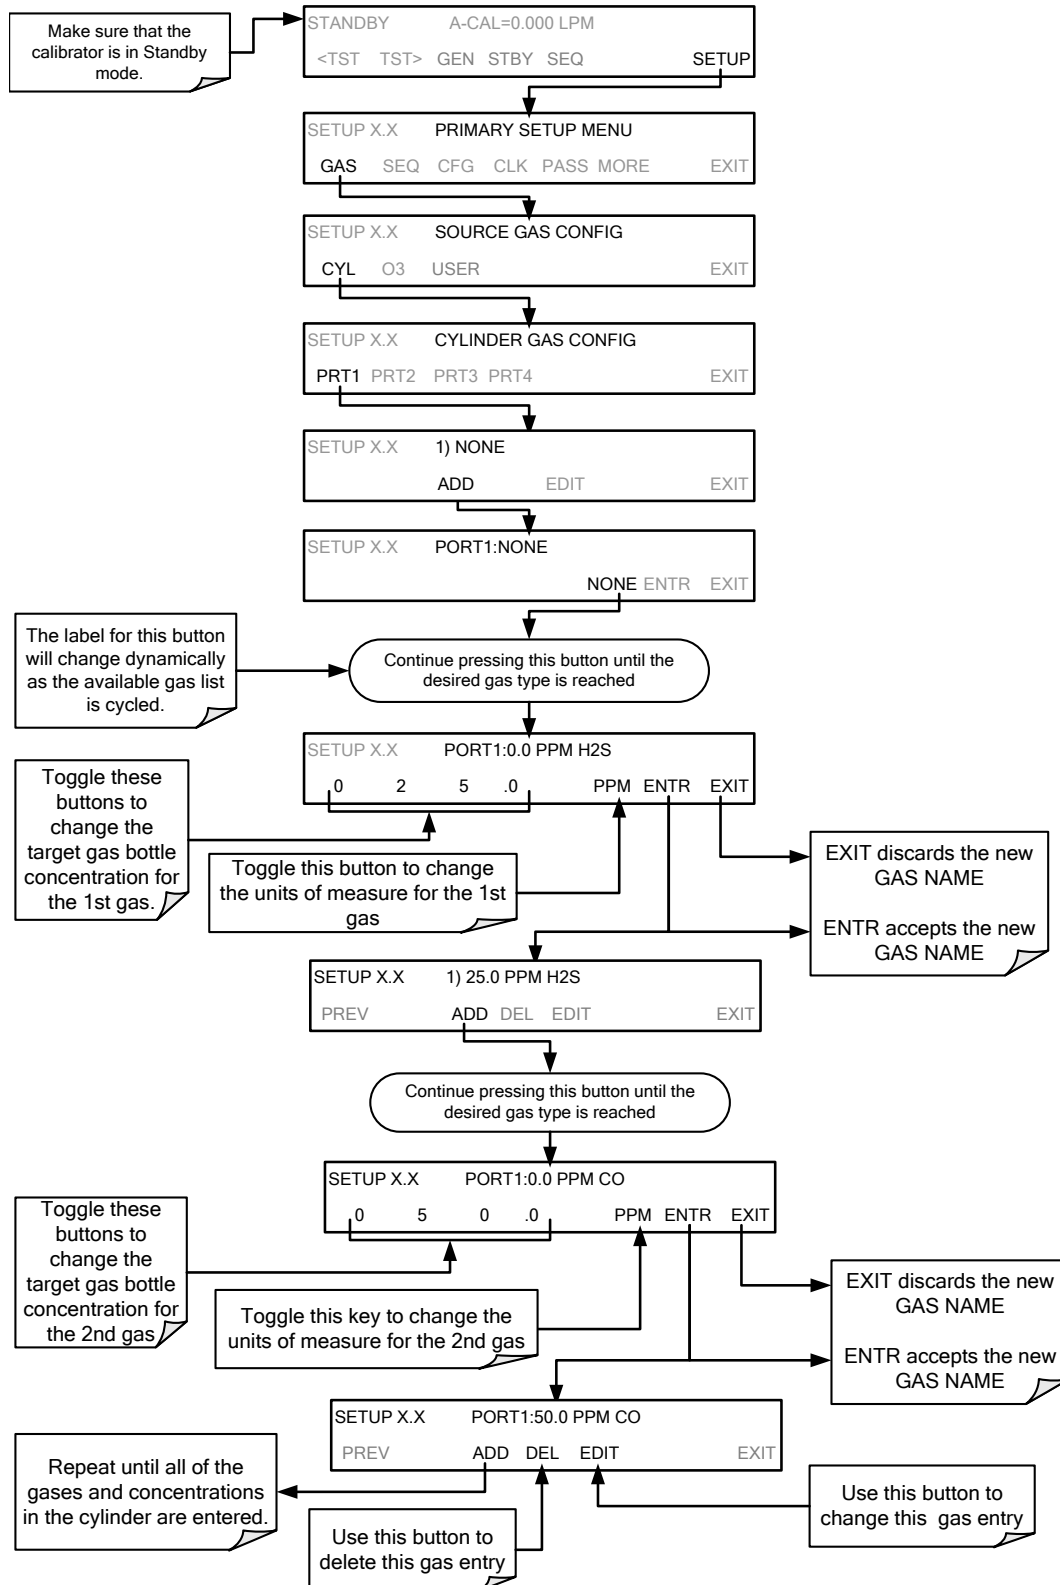 Make sure that the
calibrator is in Standby
mode.
STANDBY A-CAL=0.000 LPM
<TST TST> GEN STBY SEQ SETUP
SETUP X.X PRIMARY SETUP MENU
GAS SEQ CFG CLK PASS MORE EXIT
SETUP X.X SOURCE GAS CONFIG
CYL O3 USER EXIT
SETUP X.X CYLINDER GAS CONFIG
PRT1 PRT2 PRT3 PRT4 EXIT
SETUP X.X 1) NONE
ADD EDIT EXIT
SETUP X.X PORT1:NONE
NONE ENTR EXIT
The label for this button
will change dynamically
as the available gas list
is cycled.
Continue pressing this button until the
desired gas type is reached
SETUP X.X PORT1:0.0 PPM H2S
0 2 5 .0 PPM ENTR EXIT
Toggle these
buttons to
change the
target gas bottle
concentration for
the 1st gas.
Toggle this button to change
the units of measure for the 1st
gas
EXIT discards the new
GAS NAME
ENTR accepts the new
GAS NAME
SETUP X.X 1) 25.0 PPM H2S
PREV ADD DEL EDIT EXIT
Continue pressing this button until the
desired gas type is reached
SETUP X.X PORT1:0.0 PPM CO
0 5 0 .0 PPM ENTR EXIT
Toggle these
buttons to
change the
target gas bottle
concentration for
the 2nd gas
Toggle this key to change the
units of measure for the 2nd gas
EXIT discards the new
GAS NAME
ENTR accepts the new
GAS NAME
SETUP X.X PORT1:50.0 PPM CO
PREV ADD DEL EDIT EXIT
Repeat until all of the
gases and concentrations
in the cylinder are entered.
Use this button to
delete this gas entry
Use this button to
change this gas entry